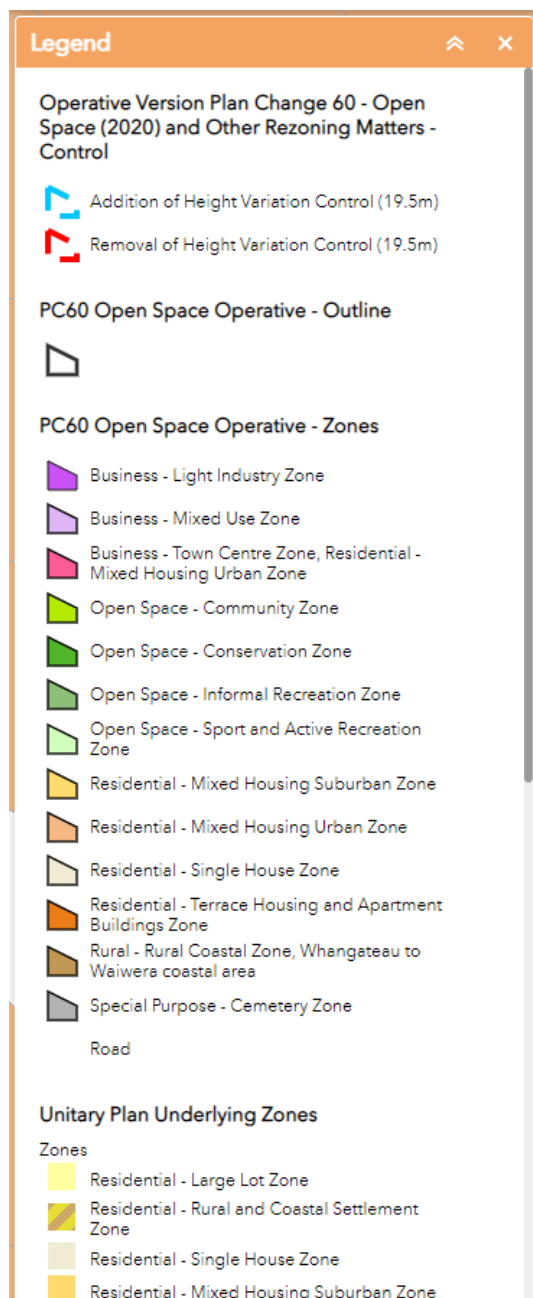 Legend
Operative Version Plan Change 60 - Open
Space (2020) and Other Rezoning Matters -
Control
Addition of Height Variation Control (19.5m)
Removal of Height Variation Control (19.5m)
PC60 Open Space Operative - Outline
PC60 Open Space Operative - Zones
Business - Light Industry Zone
Business - Mixed Use Zone
Business - Town Centre Zone, Residential -
Mixed Housing Urban Zone
Open Space - Community Zone
Open Space - Conservation Zone
Open Space - Informal Recreation Zone
Open Space - Sport and Active Recreation
Zone
Residential - Mixed Housing Suburban Zone
Residential - Mixed Housing Urban Zone
Residential - Single House Zone
Residential - Terrace Housing and Apartment
Buildings Zone
Rural - Rural Coastal Zone, Whangateau to
Waiwera coastal area
Special Purpose - Cemetery Zone
Road
Unitary Plan Underlying Zones
Zones
Residential - Large Lot Zone
Residential - Rural and Coastal Settlement
Zone
Residential - Single House Zone
Residential - Mixed Housing Suburban Zone